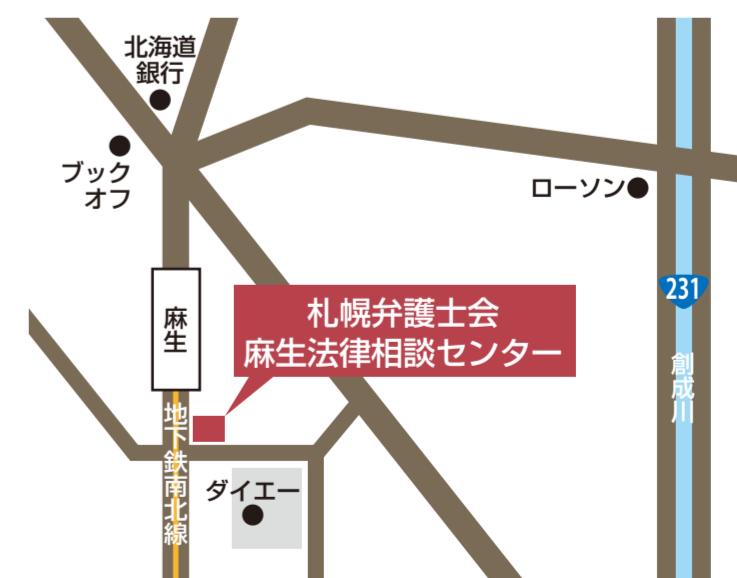 北海道
銀行
ブック
オフ
ローソン
231
麻生
札幌弁護士会
麻生法律相談センター
創成川
地下鉄南北線
ダイエー